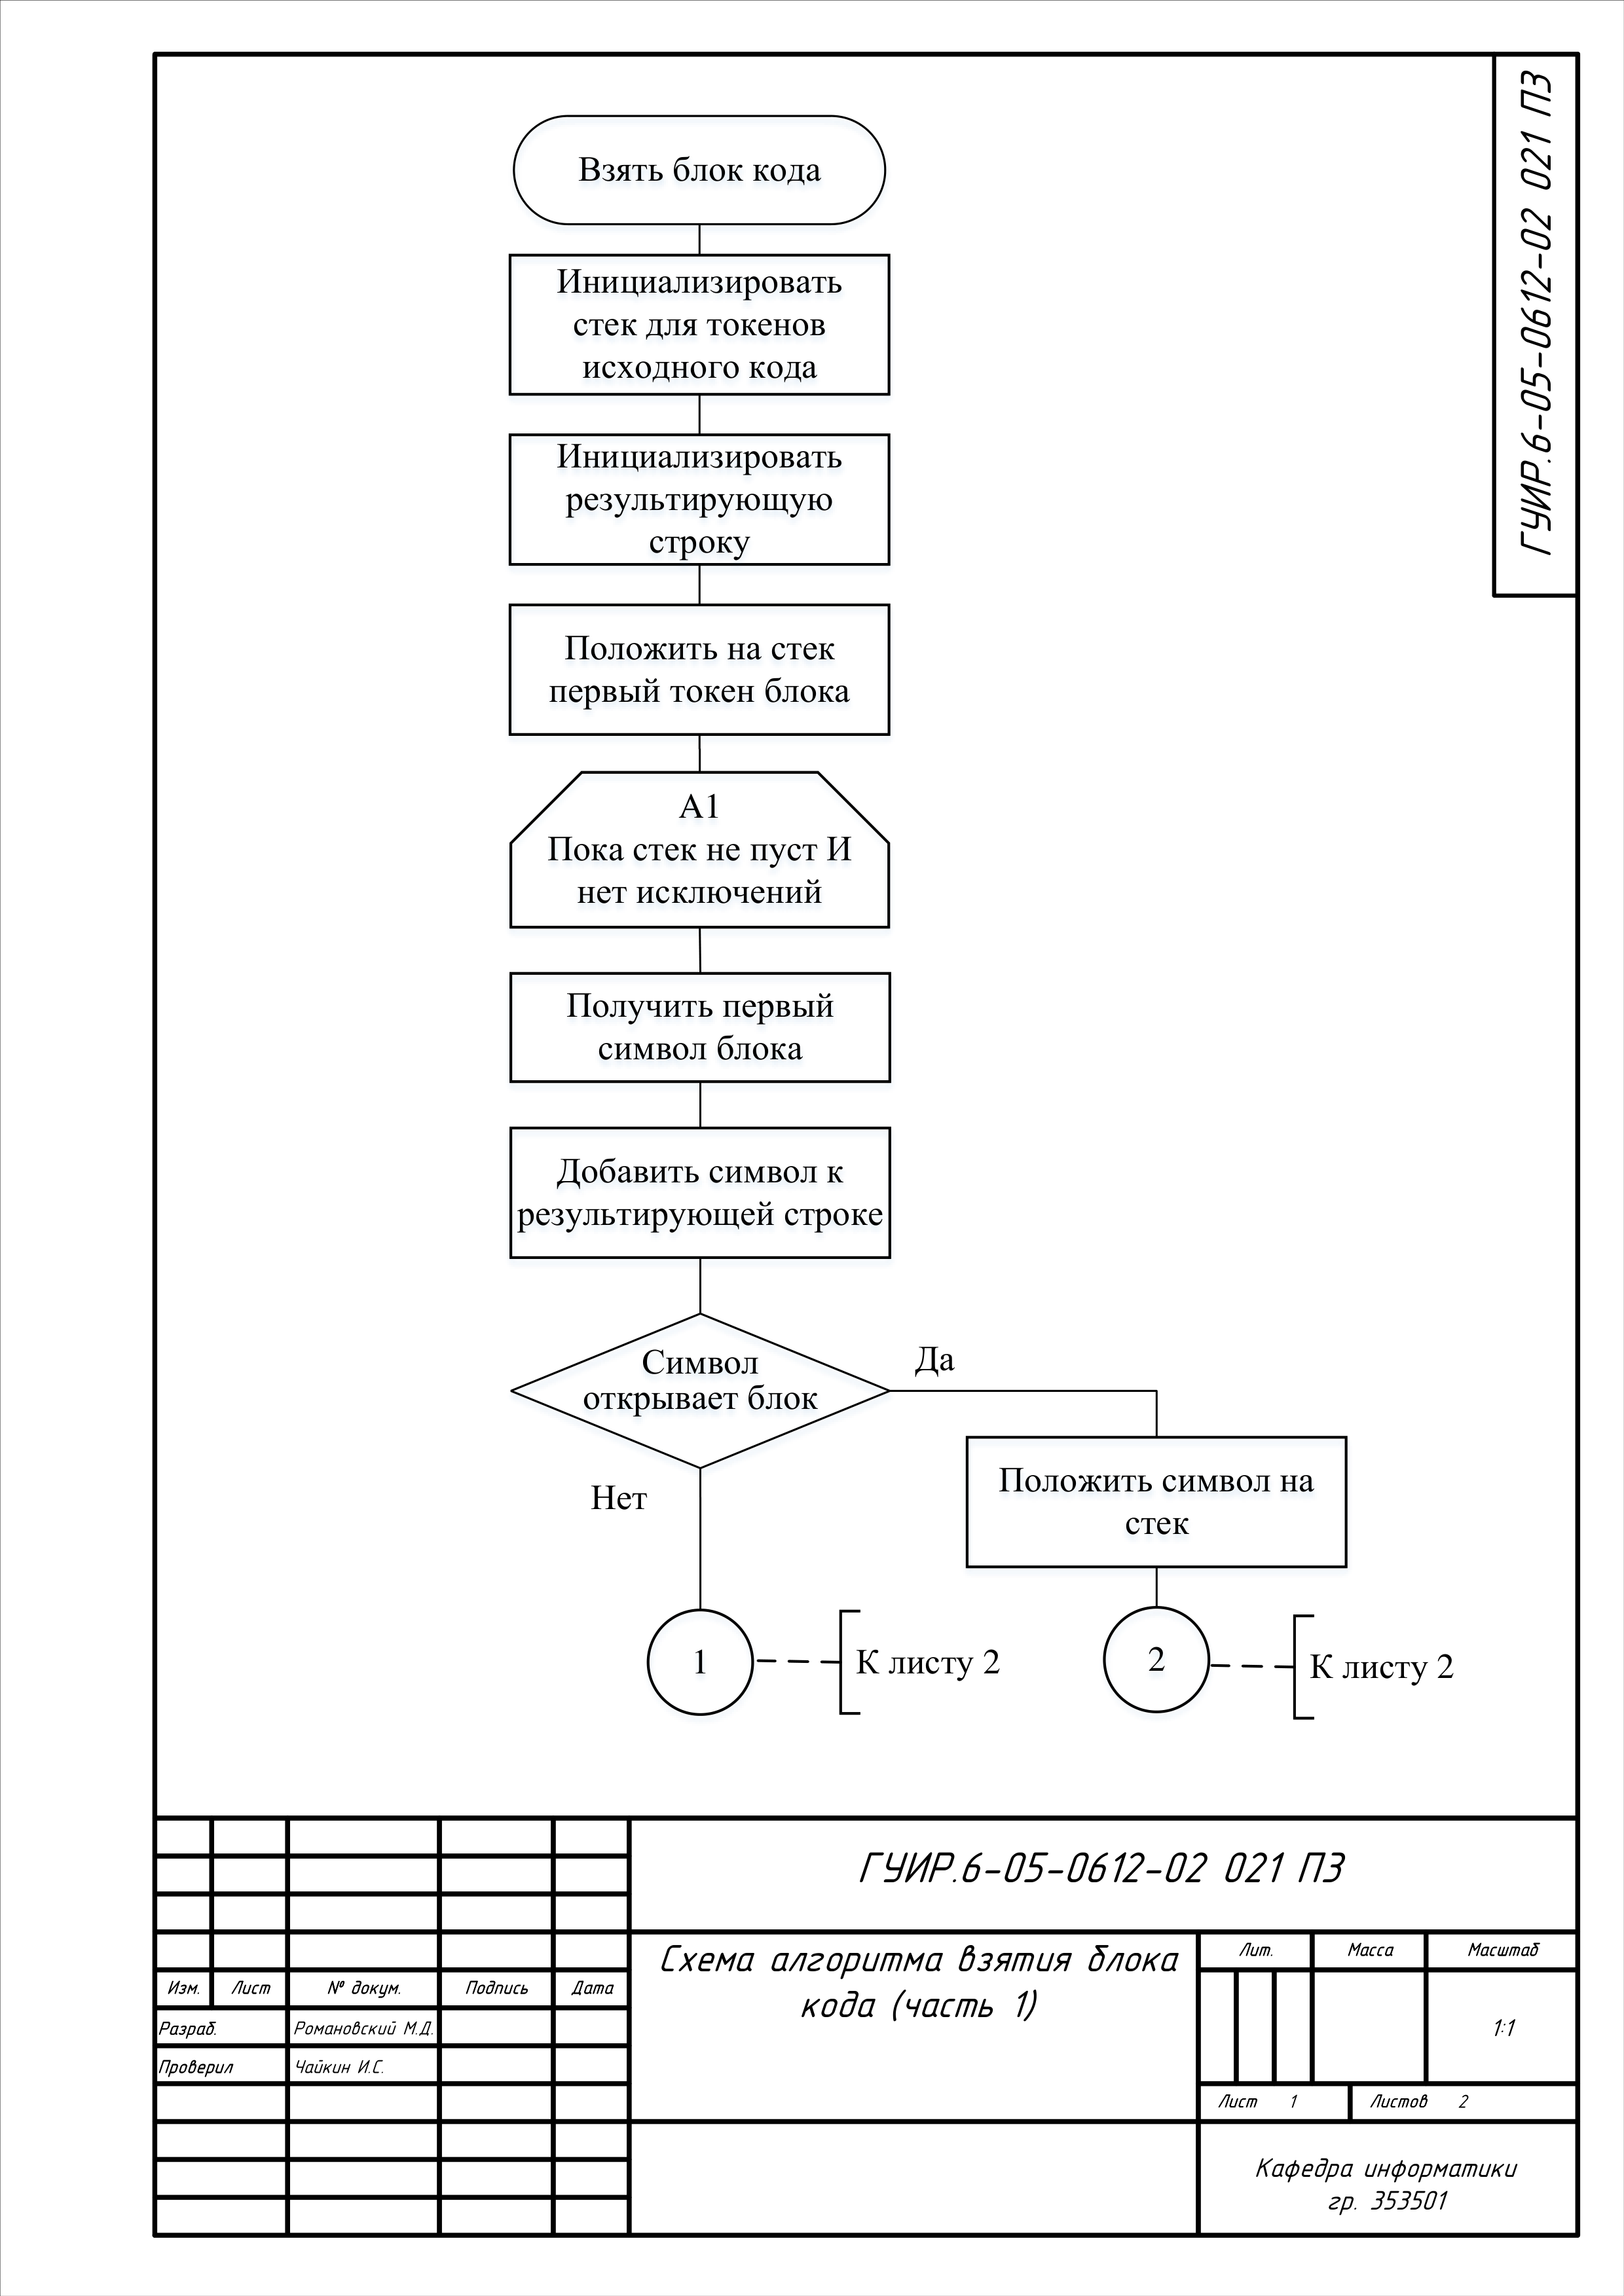 ГУИР.6-05-0612-02 021 ПЗ
Взять блок кода
Инициализировать
стек для токенов
исходного кода
Инициализировать
результирующую
строку
Положить на стек
первый токен блока
А1
Пока стек не пуст И
нет исключений
Получить первый
символ блока
Добавить символ к
результирующей строке
Символ
открывает блок
Да
Нет
Положить символ на
стек
1
К листу 2
2
К листу 2
ГУИР.6-05-0612-02 021 ПЗ
Схема алгоритма взятия блока
кода (часть 1)
Лит.
Масса
Масштаб
1:1
Изм.
Лист
№ докум.
Подпись
Дата
Разраб.
Романовский М.Д.
Проверил
Чайкин И.С.
Лист 1
Листов 2
Кафедра информатики
гр. 353501